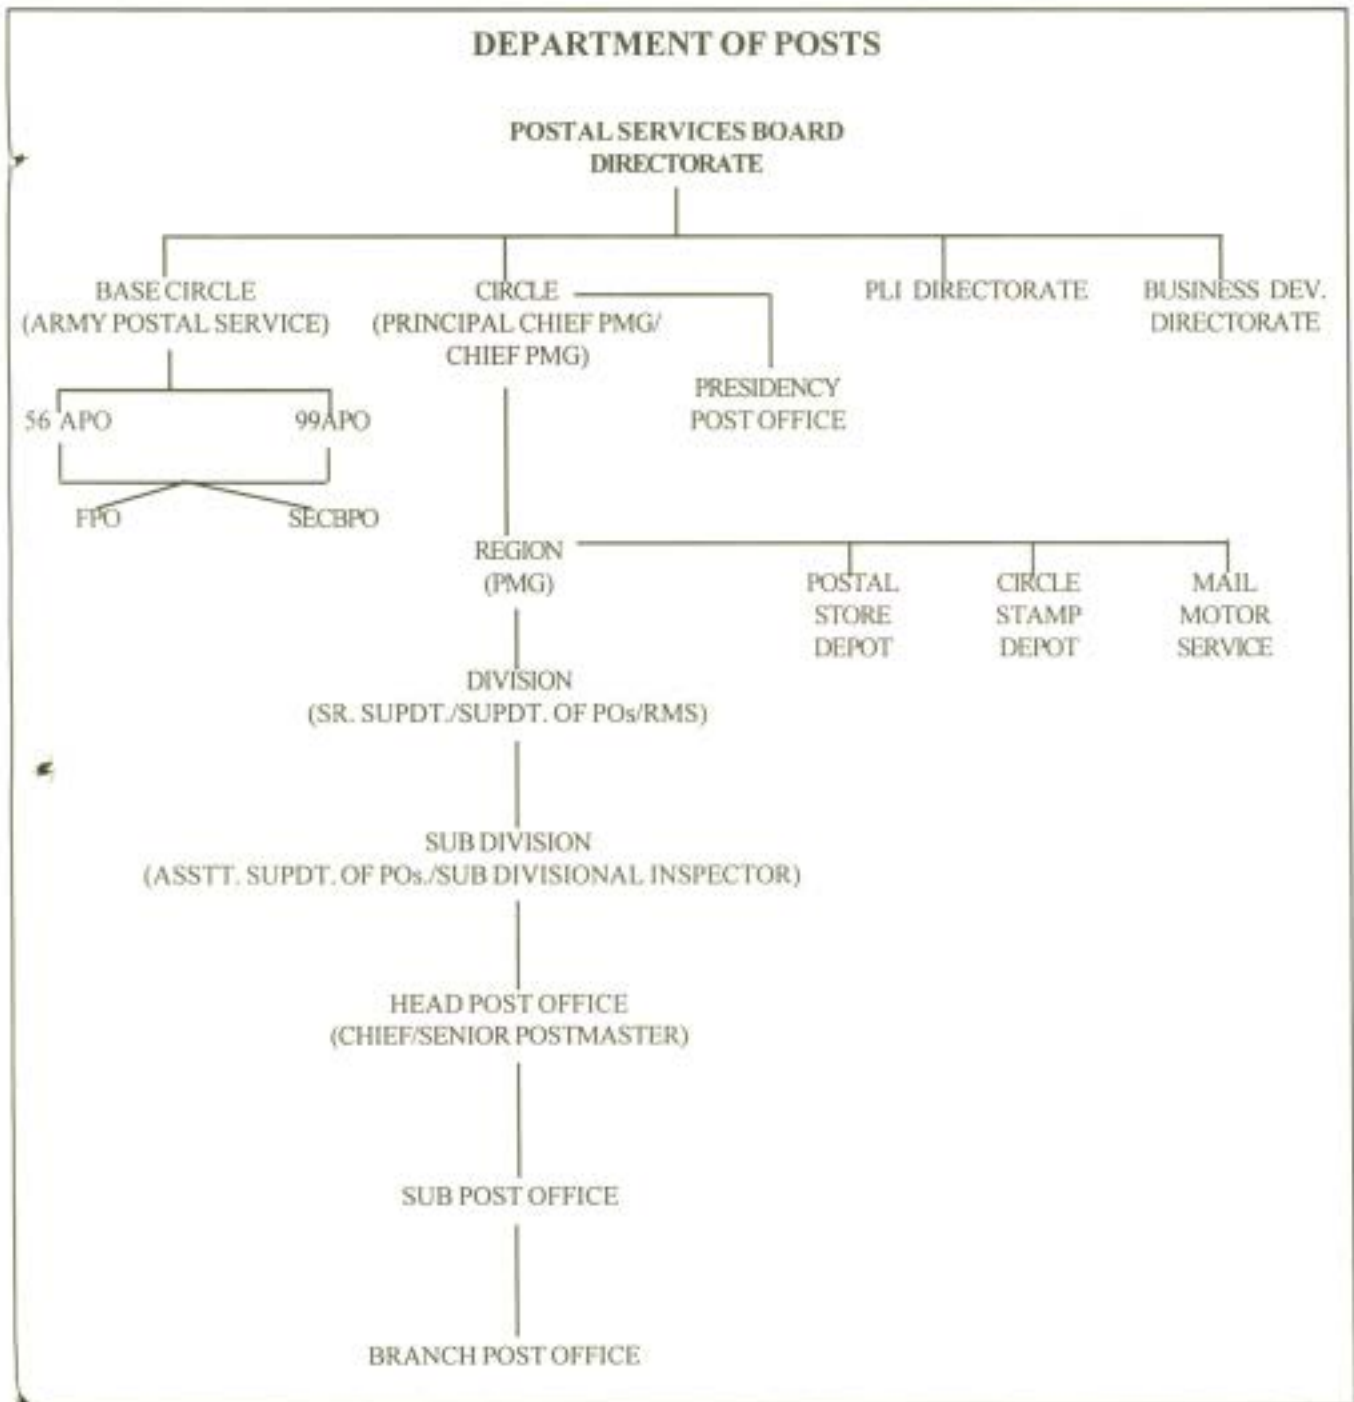 DEPARTMENT OF POSTS
POSTAL SERVICES BOARD
DIRECTORATE
BASE CIRCLE
(ARMY POSTAL SERVICE)
CIRCLE
(PRINCIPAL CHIEF PMG/
CHIEF PMG)
PLI DIRECTORATE
BUSINESS DEV.
DIRECTORATE
PRESIDENCY
POST OFFICE
56 APO
99APO
FPO
SECBPO
REGION
(PMG)
POSTAL
STORE
DEPOT
CIRCLE
STAMP
DEPOT
MAIL
MOTOR
SERVICE
DIVISION
(SR. SUPDT./SUPDT. OF POs/RMS)
SUB DIVISION
(ASSTT. SUPDT. OF POs./SUB DIVISIONAL INSPECTOR)
HEAD POST OFFICE
(CHIEF/SENIOR POSTMASTER)
SUB POST OFFICE
BRANCH POST OFFICE